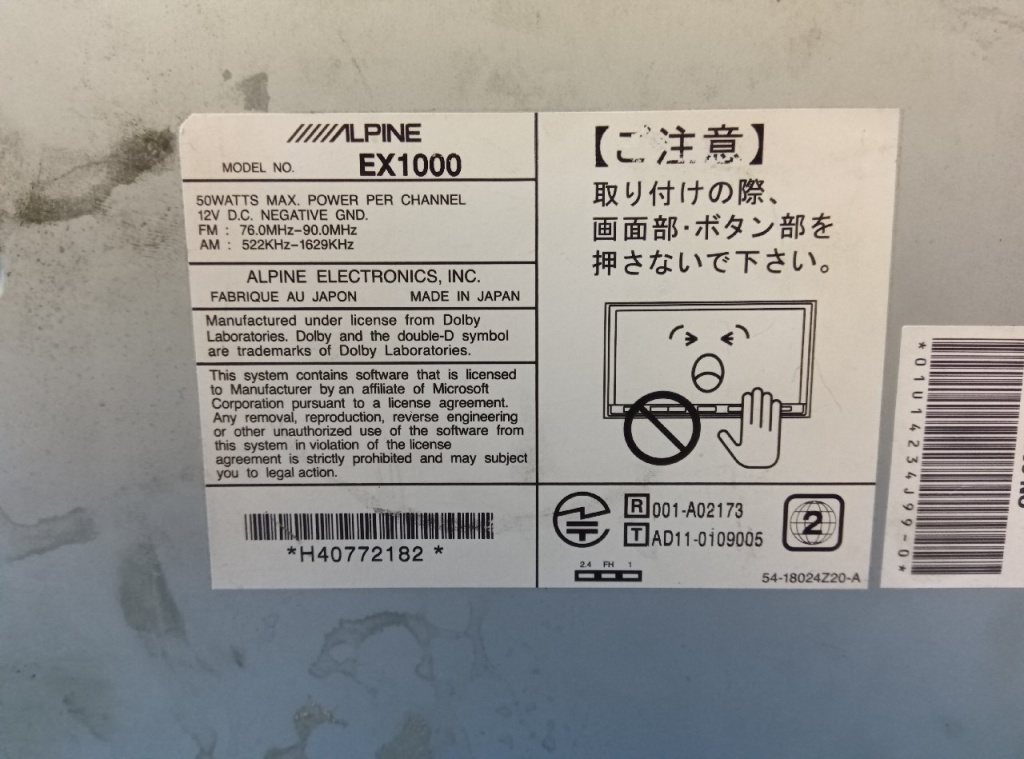 ALPINE
MODEL NO. EX1000
50WATTS MAX. POWER PER CHANNEL
12V D.C. NEGATIVE GND.
FM : 76.0MHz–90.0MHz
AM : 522KHz–1629KHz
ALPINE ELECTRONICS, INC.
FABRIQUE AU JAPON MADE IN JAPAN
Manufactured under license from Dolby
Laboratories. Dolby and the double-D symbol
are trademarks of Dolby Laboratories.
This system contains software that is licensed
to Manufacturer by an affiliate of Microsoft
Corporation pursuant to a license agreement.
Any removal, reproduction, reverse engineering
or other unauthorized use of the software from
this system in violation of the license
agreement is strictly prohibited and may subject
you to legal action.
*H40772182 *
【ご注意】
取り付けの際、
画面部・ボタン部を
押さないで下さい。
R 001-A02173
T AD11-0109005
2
2.4 FH 1
54-18024Z20-A
*01U14234J99-0*